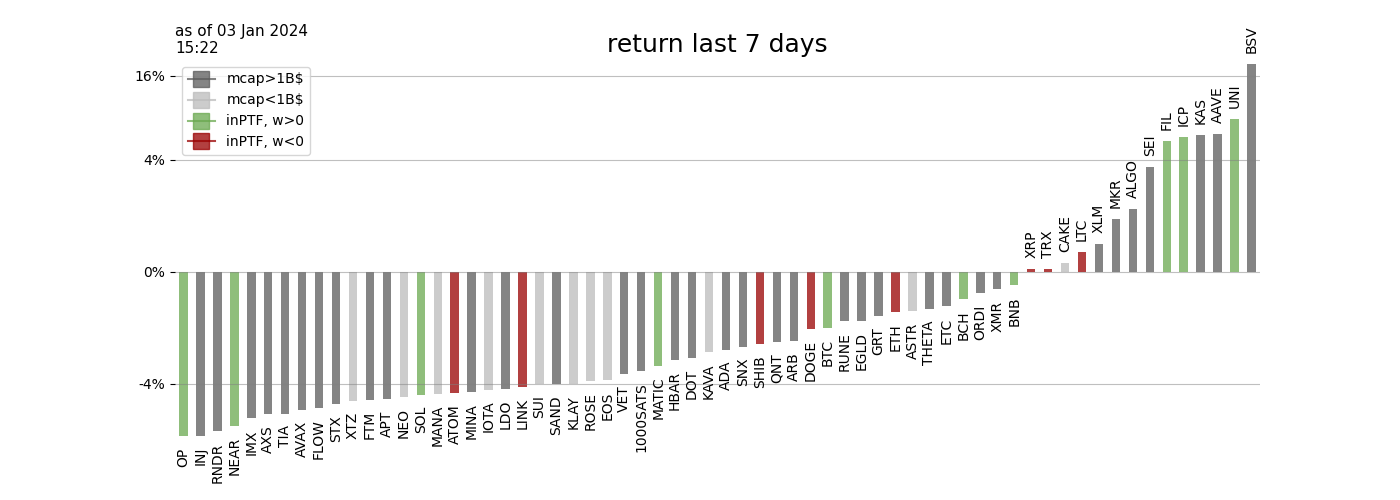 as of 03 Jan 2024
15:22
return last 7 days
mcap>1B$
mcap<1B$
inPTF, w>0
inPTF, w<0
16%
4%
0%
-4%
OP
INJ
RNDR
NEAR
IMX
AXS
TIA
AVAX
FLOW
STX
XTZ
FTM
APT
NEO
SOL
MANA
ATOM
MINA
IOTA
LDO
LINK
SUI
SAND
KLAY
ROSE
EOS
VET
1000SATS
MATIC
HBAR
DOT
KAVA
ADA
SNX
SHIB
QNT
ARB
DOGE
BTC
RUNE
EGLD
GRT
ETH
ASTR
THETA
ETC
BCH
ORDI
XMR
BNB
XRP
TRX
CAKE
LTC
XLM
MKR
ALGO
SEI
FIL
ICP
KAS
AAVE
UNI
BSV